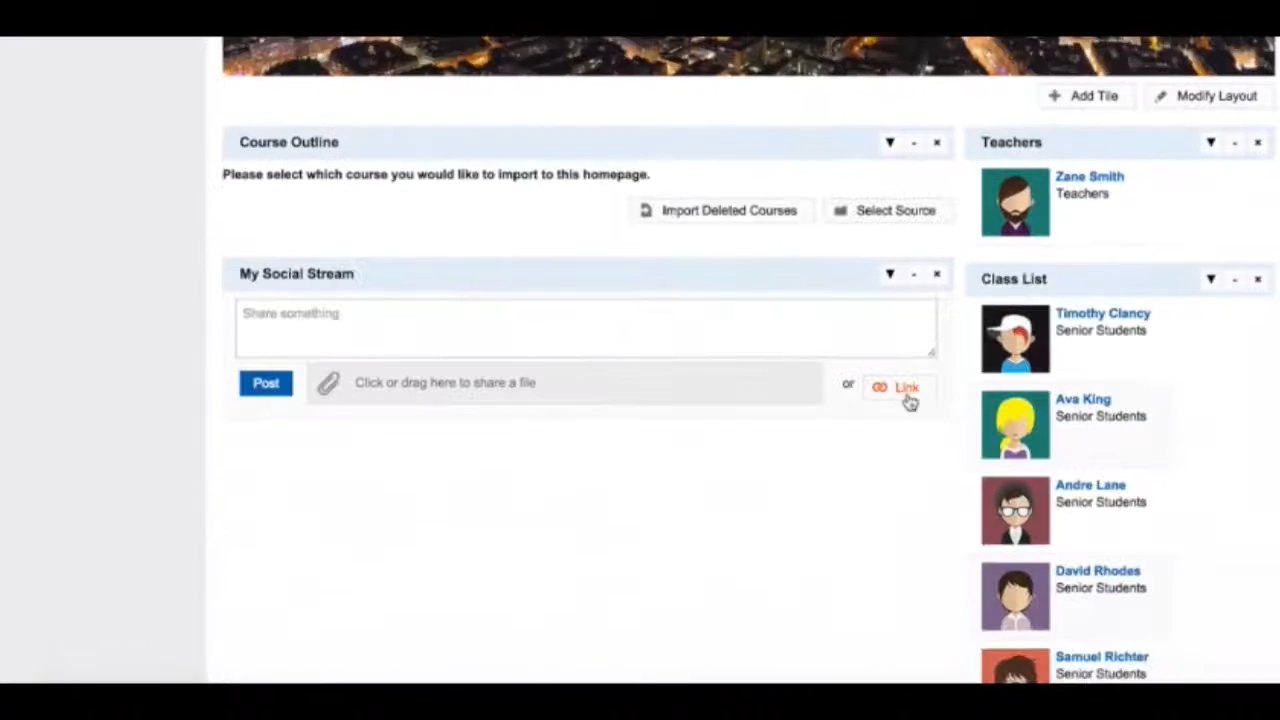 Add Tile
Modify Layout
Course Outline
Please select which course you would like to import to this homepage.
Import Deleted Courses
Select Source
My Social Stream
Share something
Post
Click or drag here to share a file
or
Link
Teachers
Zane Smith
Teachers
Class List
Timothy Clancy
Senior Students
Ava King
Senior Students
Andre Lane
Senior Students
David Rhodes
Senior Students
Samuel Richter
Senior Students